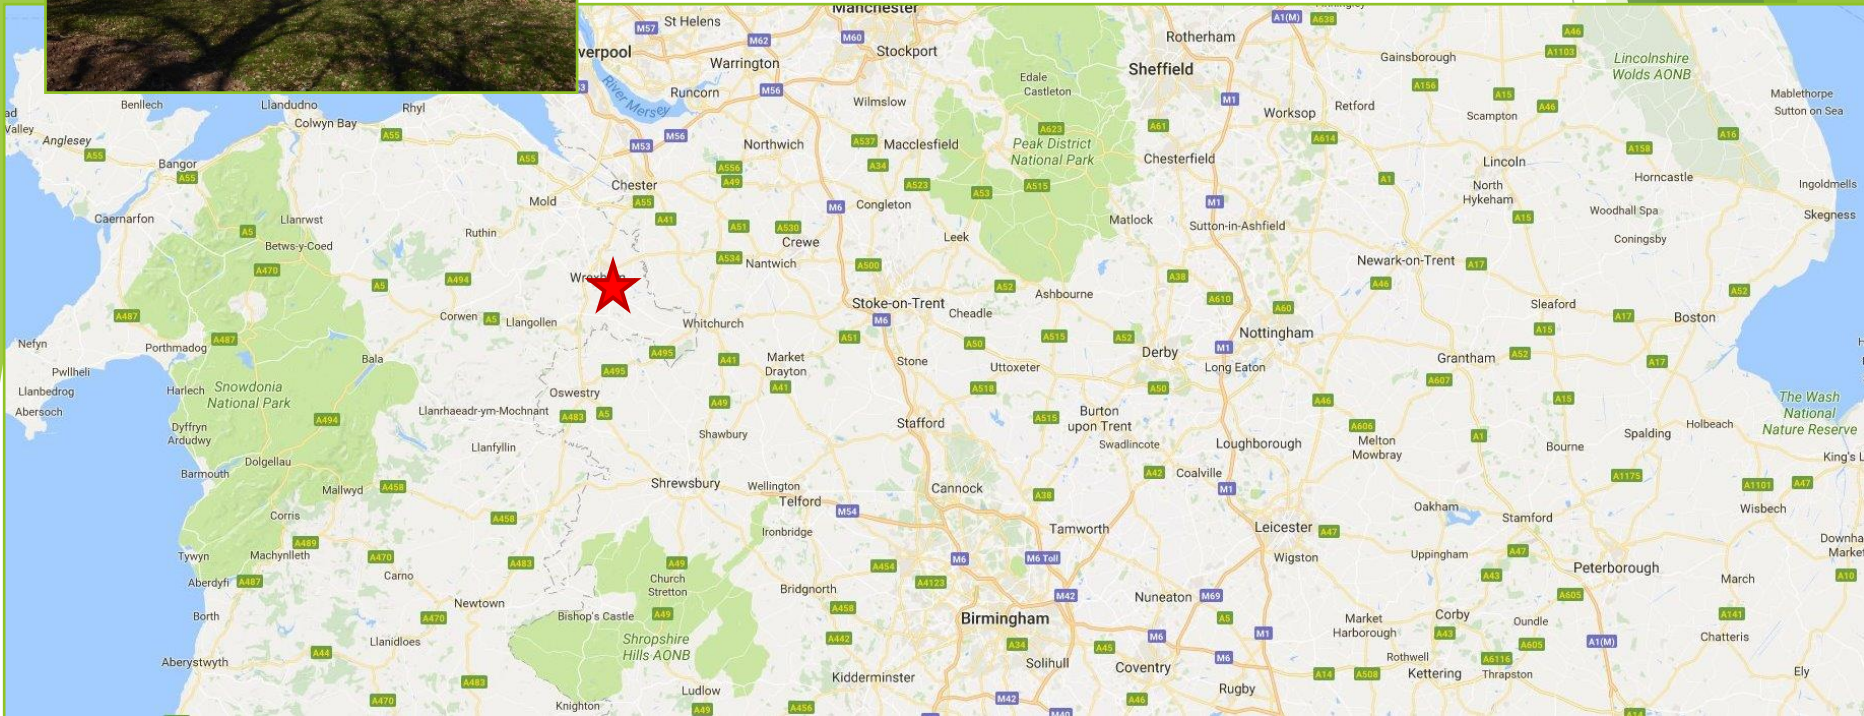 Manchester
M57
St Helens
M62
M60
Stockport
verpool
Warrington
River Mersey
Runcorn
M56
Wilmslow
Edale
Castleton
Rotherham
A1(M)
A638
Sheffield
M1
Worksop
Retford
Gainsborough
A156
A15
A46
A1103
A46
Scampton
Lincolnshire
Wolds AONB
Mablethorpe
Sutton on Sea
ad
Valley
Benllech
Llandudno
Colwyn Bay
Rhyl
A55
Anglesey
A55
Bangor
A55
A55
M53
M56
Northwich
A556
A49
A537
Macclesfield
A34
A523
A53
A623
Peak District
National Park
A515
A61
Chesterfield
A614
A1
Lincoln
North
Hykeham
A158
A16
Horncastle
Ingoldmells
Skegness
Chester
A55
Mold
A41
M6
Congleton
M1
Matlock
Sutton-in-Ashfield
A15
Woodhall Spa
Coningsby
Caernarfon
Llanrwst
A5
Betws-y-Coed
A470
Ruthin
A494
A5
A51
A530
Crewe
A534
Nantwich
A500
Leek
A52
Ashbourne
A38
A610
A60
Newark-on-Trent
A17
A46
A52
Sleaford
A17
A15
Boston
A487
A487
Corwen
A5
Llangollen
Whitchurch
Stoke-on-Trent
M6
Cheadle
A51
A50
A515
A52
Derby
M1
Nottingham
Long Eaton
Grantham
A52
A607
A17
Nefyn
Porthmadog
Pwllheli
Llanbedrog
Abersoch
Harlech
Bala
Snowdonia
National Park
A494
Dyffryn
Ardudwy
Barmouth
Dolgellau
A495
A495
A41
Market
Drayton
A41
Stone
Uttoxeter
A518
A50
A46
A15
The Wash
National
Nature Reserve
Oswestry
Llanrhaeadr-ym-Mochnant
A483
A5
A49
Shawbury
Stafford
A515
Burton
upon Trent
Swadlincote
Loughborough
A606
Melton
Mowbray
A1
Bourne
Spalding
Holbeach
King's L
Llanfyllin
Mallwyd
A458
Shrewsbury
Wellington
Telford
M54
Ironbridge
Cannock
A38
A42
Coalville
M1
A1175
A1101
A47
Wisbech
Corris
A489
Machynlleth
Tywyn
Aberdyfi
A487
A458
A470
Carno
A483
Tamworth
Leicester
A47
Wigston
Oakham
Stamford
Uppingham
A47
A43
Peterborough
Downha
Market
A10
March
A49
Church
Stretton
A49
Bishop's Castle
Shropshire
Hills AONB
Bridgnorth
A454
A4123
A458
A442
M6
M6 Toll
M42
Nuneaton
M69
A5
M1
Birmingham
A34
Solihull
A45
Coventry
M6
M6
Rugby
Market
Harborough
Corby
A43
Oundle
A605
A605
A6116
A1(M)
A141
Chatteris
Borth
Newtown
A470
Llanidloes
A44
Aberystwyth
A483
A470
Knighton
Ludlow
A49
Kidderminster
A456
M42
M40
A46
A14
A508
Rothwell
Kettering
Thrapston
Ely
A14